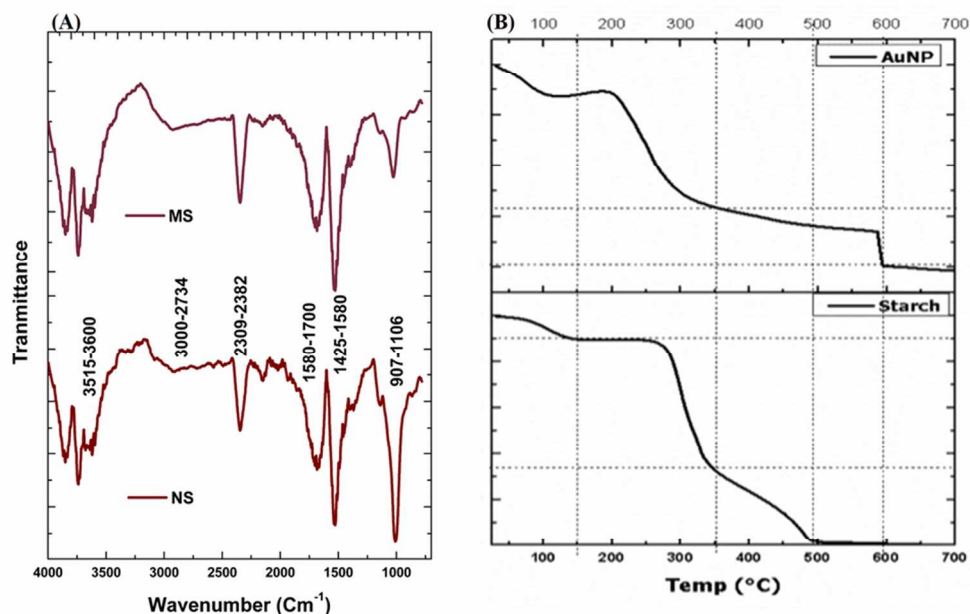 (A)
Tranmittance
MS
3515-3600
3000-2734
2309-2382
1580-1700
1425-1580
907-1106
NS
4000 3500 3000 2500 2000 1500 1000
Wavenumber (Cm-1)
(B)
100 200 300 400 500 600 700
AuNP
Starch
100 200 300 400 500 600 700
Temp (°C)